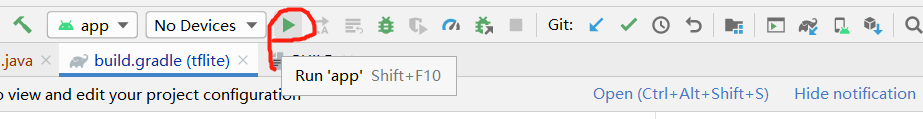 app No Devices Git:
.java build.gradle (tflite)
Run 'app' Shift+F10
o view and edit your project configuration Open (Ctrl+Alt+Shift+S) Hide notification